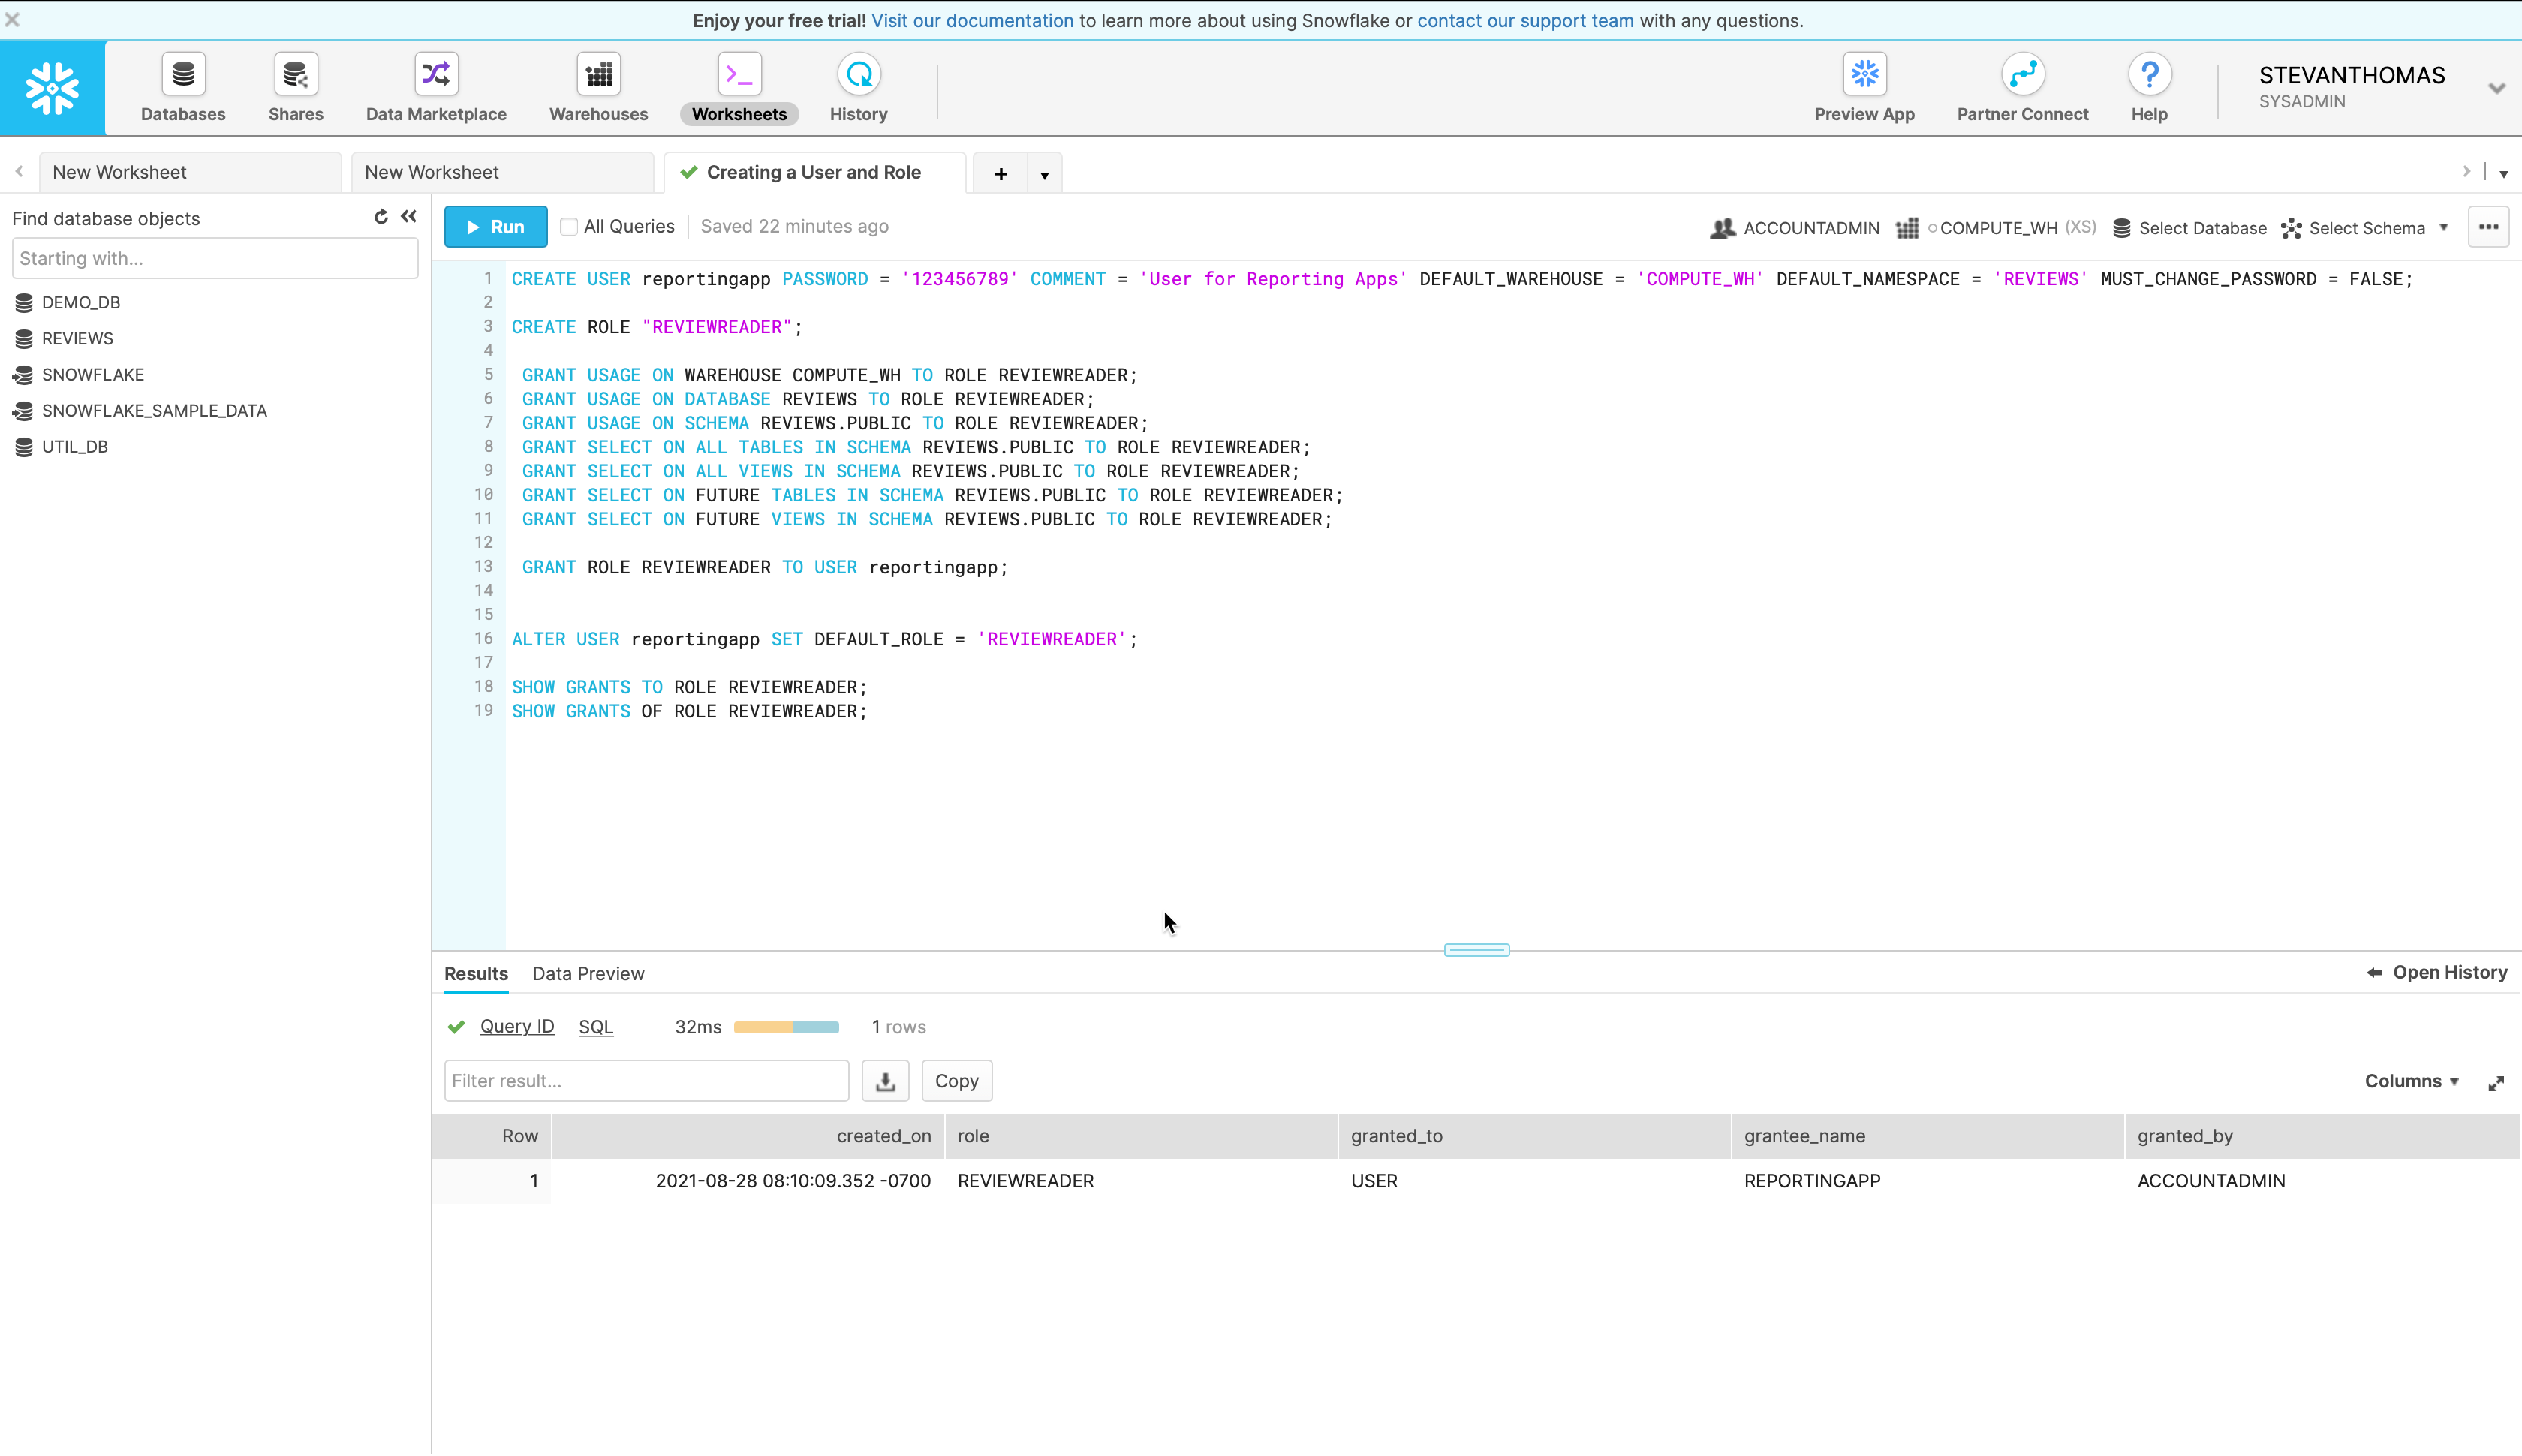 Enjoy your free trial! Visit our documentation to learn more about using Snowflake or contact our support team with any questions.
Databases Shares Data Marketplace Warehouses Worksheets History Preview App Partner Connect Help STEVANTHOMAS
SYSADMIN
New Worksheet New Worksheet Creating a User and Role
Find database objects
Starting with...
DEMO_DB
REVIEWS
SNOWFLAKE
SNOWFLAKE_SAMPLE_DATA
UTIL_DB
Run All Queries Saved 22 minutes ago ACCOUNTADMIN COMPUTE_WH (XS) Select Database Select Schema
1 CREATE USER reportingapp PASSWORD = '123456789' COMMENT = 'User for Reporting Apps' DEFAULT_WAREHOUSE = 'COMPUTE_WH' DEFAULT_NAMESPACE = 'REVIEWS' MUST_CHANGE_PASSWORD = FALSE;
2
3 CREATE ROLE "REVIEWREADER";
4
5 GRANT USAGE ON WAREHOUSE COMPUTE_WH TO ROLE REVIEWREADER;
6 GRANT USAGE ON DATABASE REVIEWS TO ROLE REVIEWREADER;
7 GRANT USAGE ON SCHEMA REVIEWS.PUBLIC TO ROLE REVIEWREADER;
8 GRANT SELECT ON ALL TABLES IN SCHEMA REVIEWS.PUBLIC TO ROLE REVIEWREADER;
9 GRANT SELECT ON ALL VIEWS IN SCHEMA REVIEWS.PUBLIC TO ROLE REVIEWREADER;
10 GRANT SELECT ON FUTURE TABLES IN SCHEMA REVIEWS.PUBLIC TO ROLE REVIEWREADER;
11 GRANT SELECT ON FUTURE VIEWS IN SCHEMA REVIEWS.PUBLIC TO ROLE REVIEWREADER;
12
13 GRANT ROLE REVIEWREADER TO USER reportingapp;
14
15
16 ALTER USER reportingapp SET DEFAULT_ROLE = 'REVIEWREADER';
17
18 SHOW GRANTS TO ROLE REVIEWREADER;
19 SHOW GRANTS OF ROLE REVIEWREADER;
Results Data Preview Open History
Query ID SQL 32ms 1 rows
Filter result... Copy Columns
Row created_on role granted_to grantee_name granted_by
1 2021-08-28 08:10:09.352 -0700 REVIEWREADER USER REPORTINGAPP ACCOUNTADMIN